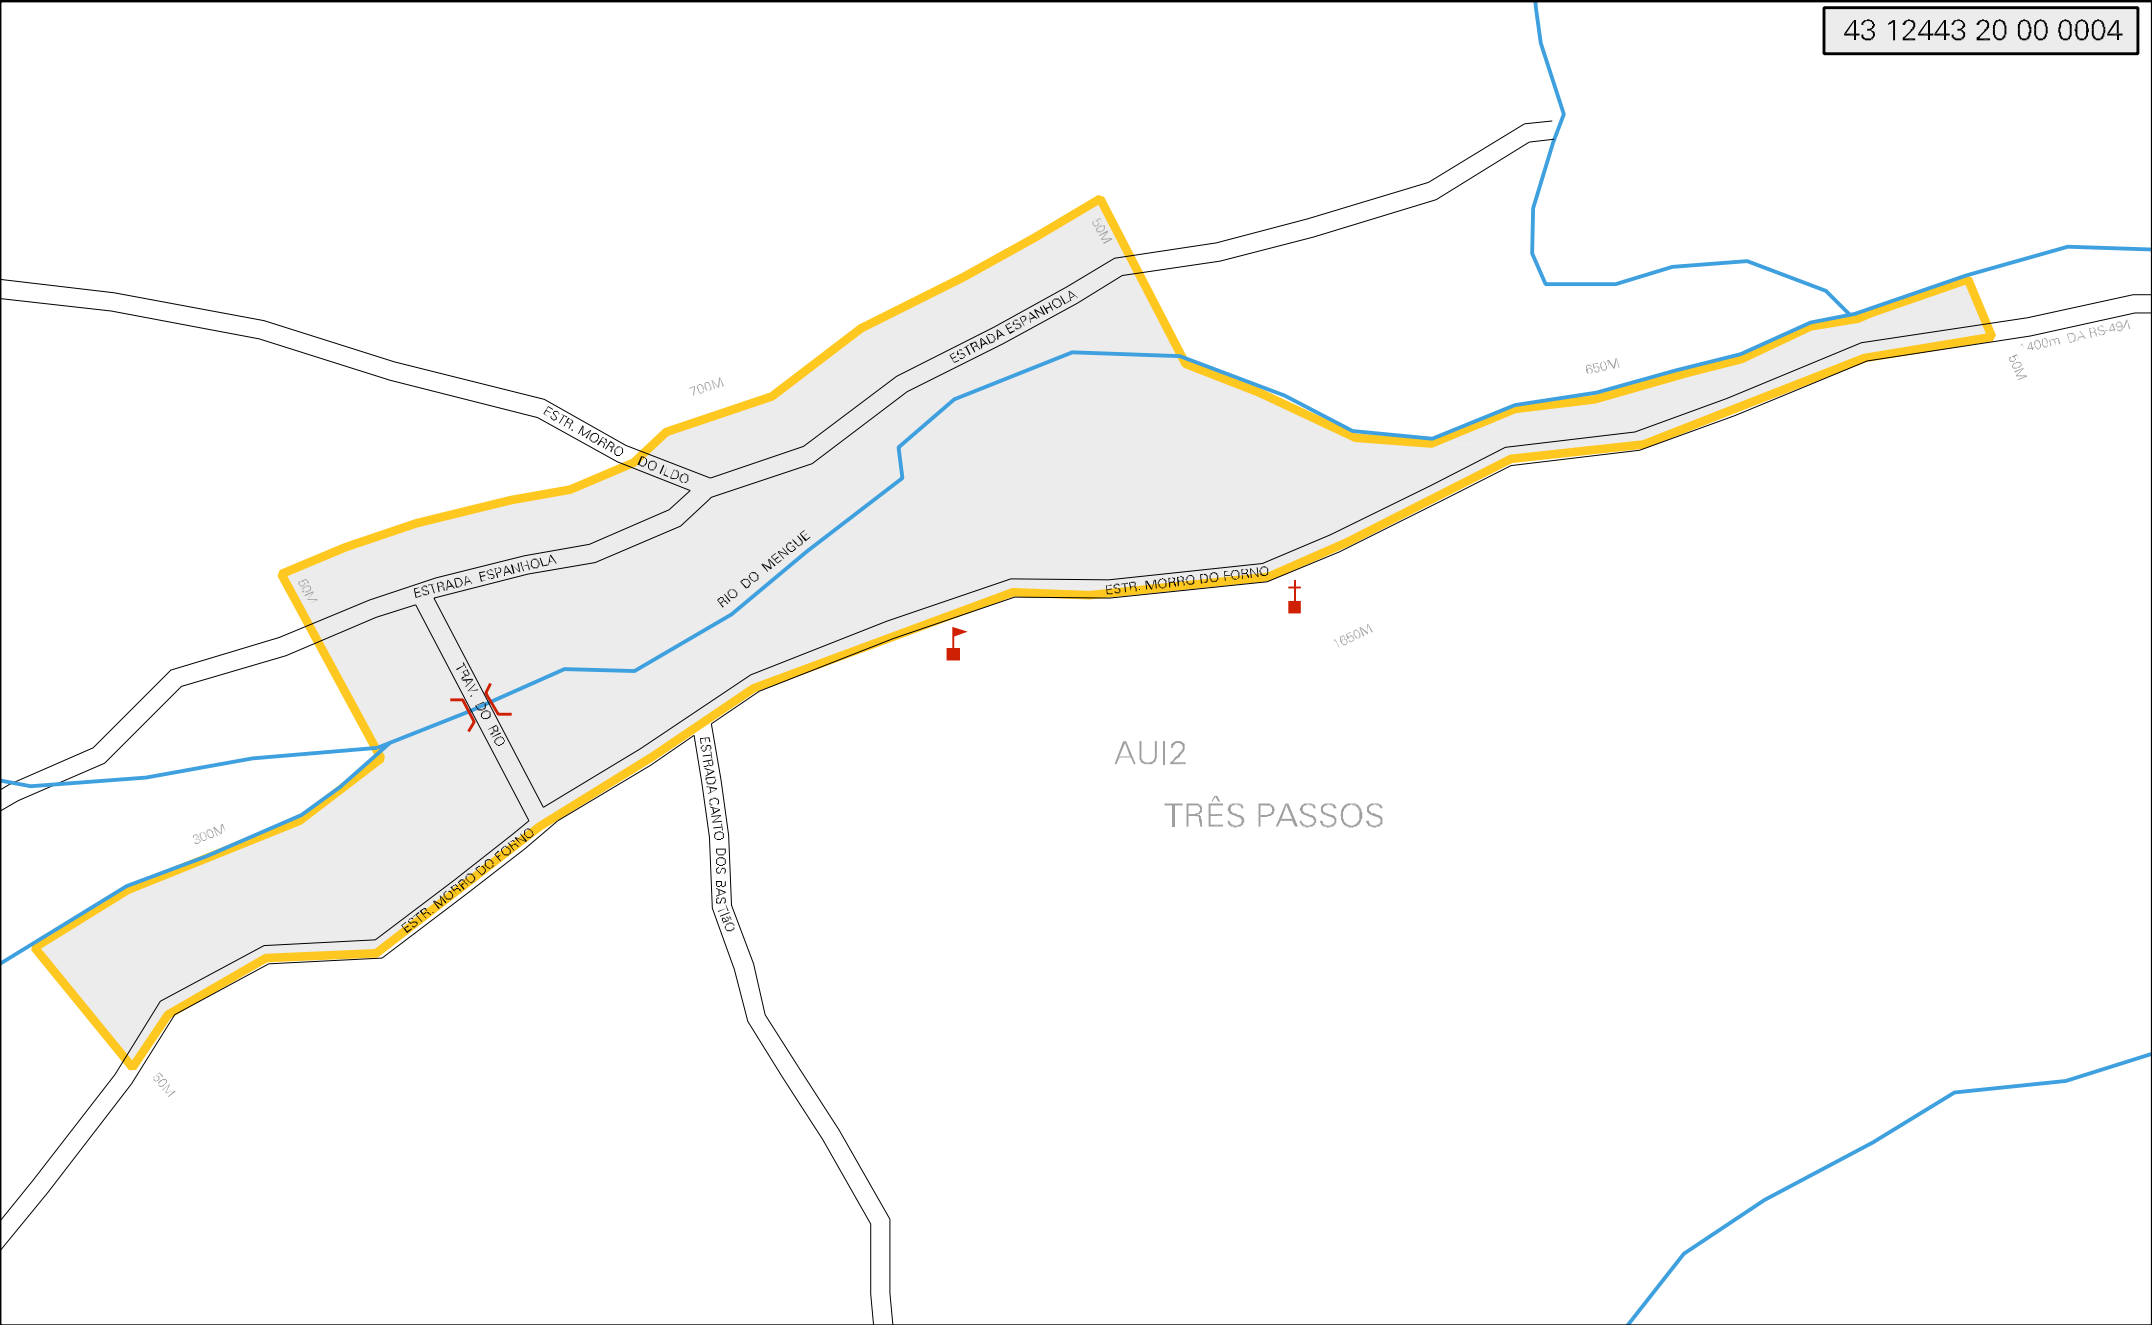 43 12443 20 00 0004
50M
ESTRADA ESPANHOLA
1400m DA RS-494
50M
650M
700M
ESTR. MORRO DO ILDO
RIO DO MENGUE
ESTRADA ESPANHOLA
50M
ESTR. MORRO DO FORNO
1650M
TRAV. DO RIO
AUI2
TRÊS PASSOS
ESTRADA CANTO DOS BASTIãO
300M
ESTR. MORRO DO FORNO
50M